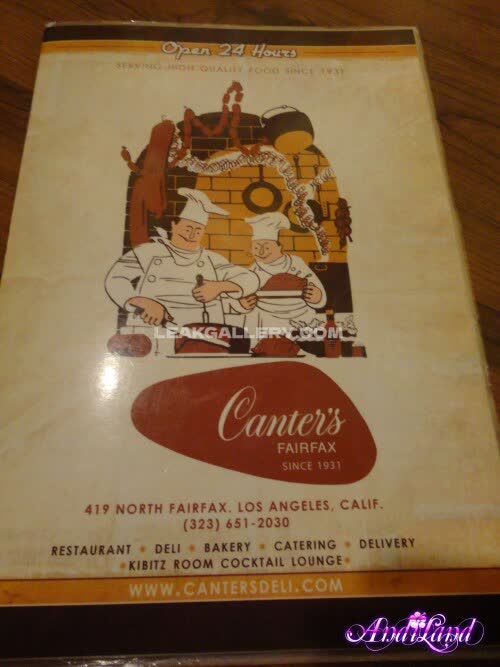 Open 24 Hours
SERVING HIGH QUALITY FOOD SINCE 1931
LEAKGALLERY.COM
Canter's
FAIRFAX
SINCE 1931
419 NORTH FAIRFAX. LOS ANGELES, CALIF.
(323) 651-2030
RESTAURANT • DELI • BAKERY • CATERING • DELIVERY
•KIBITZ ROOM COCKTAIL LOUNGE•
WWW.CANTERSDELI.COM
AndiLand